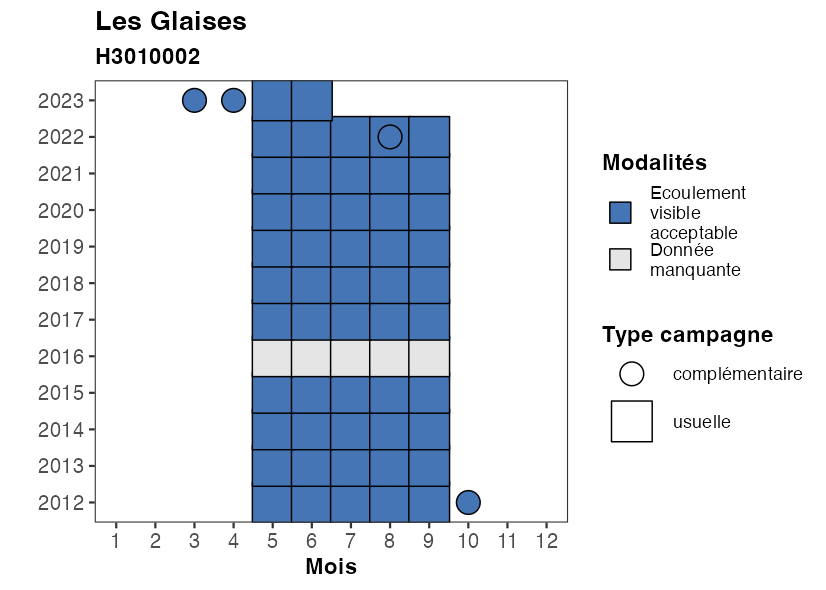 Les Glaises
H3010002
2023
2022
2021
2020
2019
2018
2017
2016
2015
2014
2013
2012
1 2 3 4 5 6 7 8 9 10 11 12
Mois
Modalités
Ecoulement
visible
acceptable
Donnée
manquante
Type campagne
complémentaire
usuelle